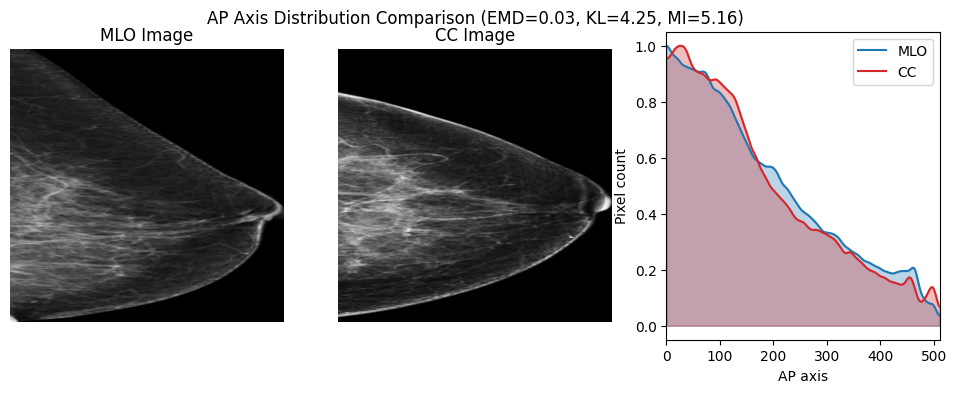 AP Axis Distribution Comparison (EMD=0.03, KL=4.25, MI=5.16)
MLO Image
CC Image
MLO
CC
Pixel count
1.0
0.8
0.6
0.4
0.2
0.0
0 100 200 300 400 500
AP axis